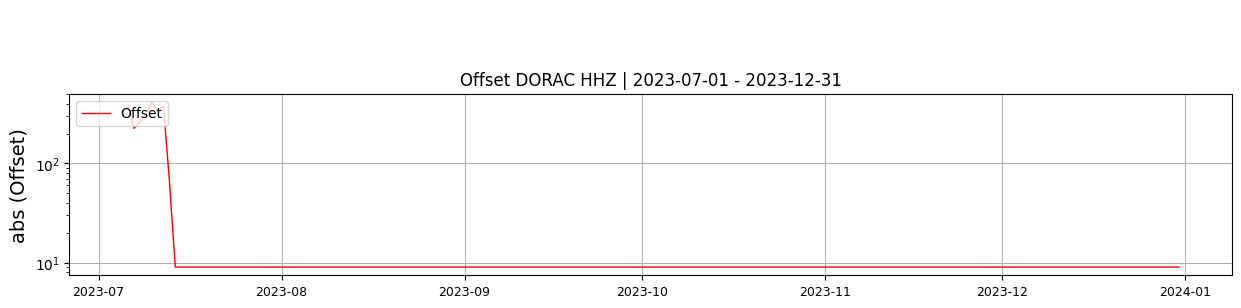 Offset DORAC HHZ | 2023-07-01 - 2023-12-31
Offset
abs (Offset)
10²
10¹
2023-07 2023-08 2023-09 2023-10 2023-11 2023-12 2024-01